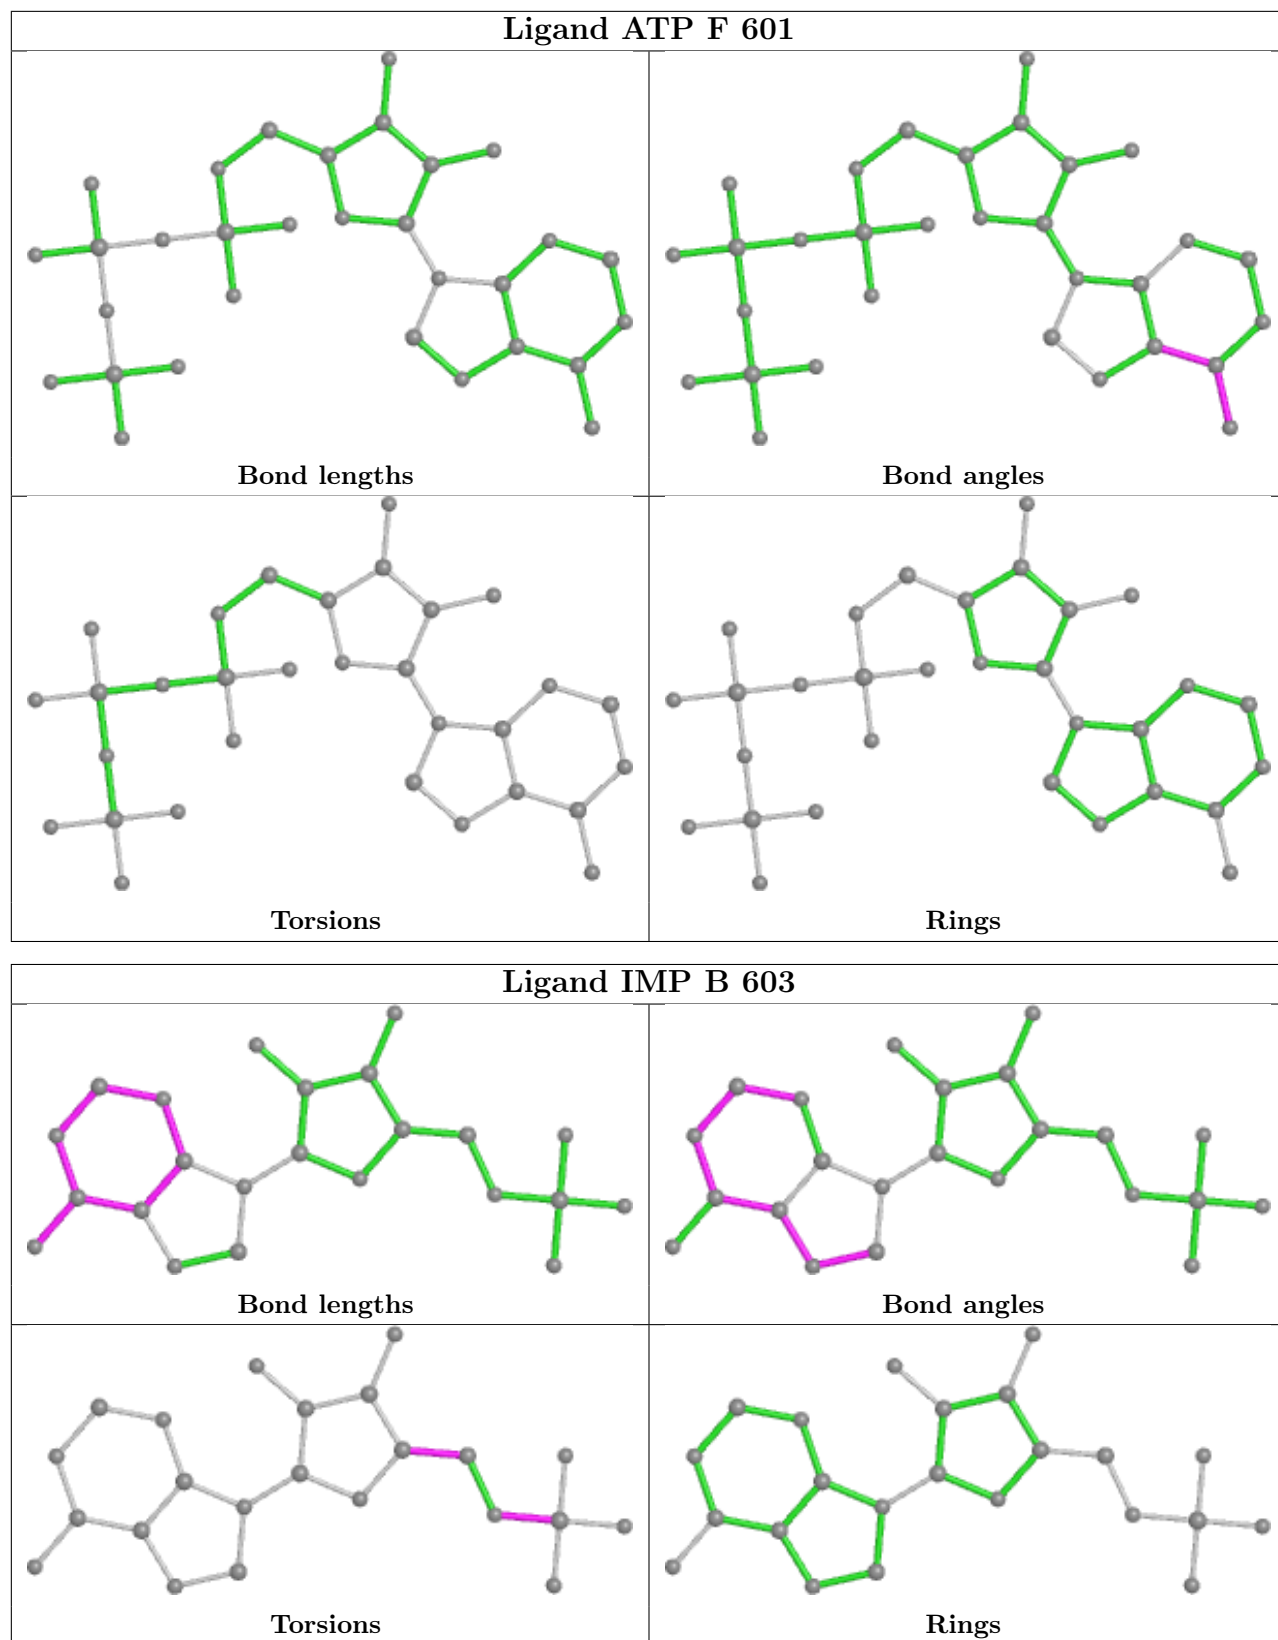 Ligand ATP F 601
Bond lengths
Bond angles
Torsions
Rings
Ligand IMP B 603
Bond lengths
Bond angles
Torsions
Rings